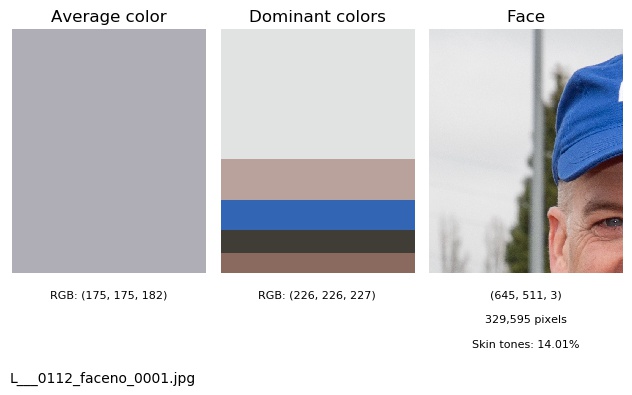 Average color
Dominant colors
Face
RGB: (175, 175, 182)
RGB: (226, 226, 227)
(645, 511, 3)
329,595 pixels
Skin tones: 14.01%
L___0112_faceno_0001.jpg